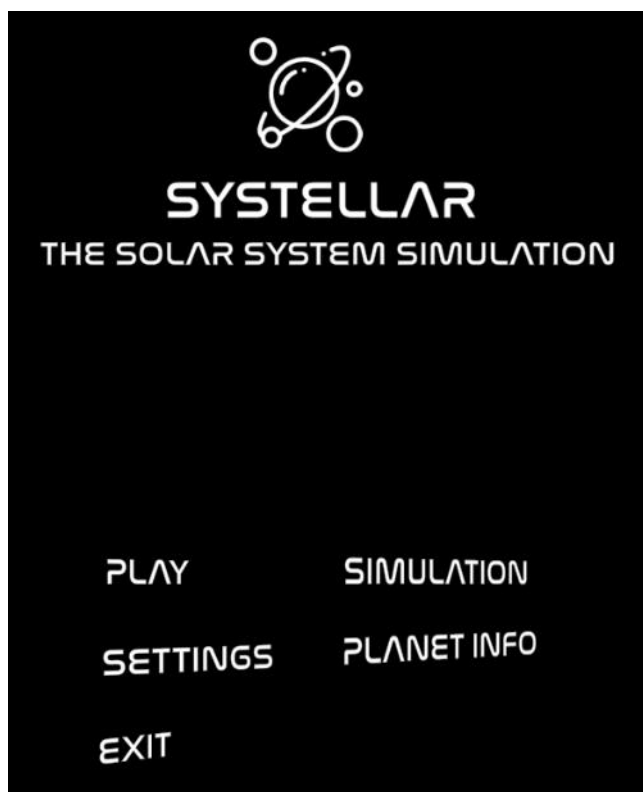 SYSTELLAR
THE SOLAR SYSTEM SIMULATION
PLAY
SIMULATION
SETTINGS
PLANET INFO
EXIT